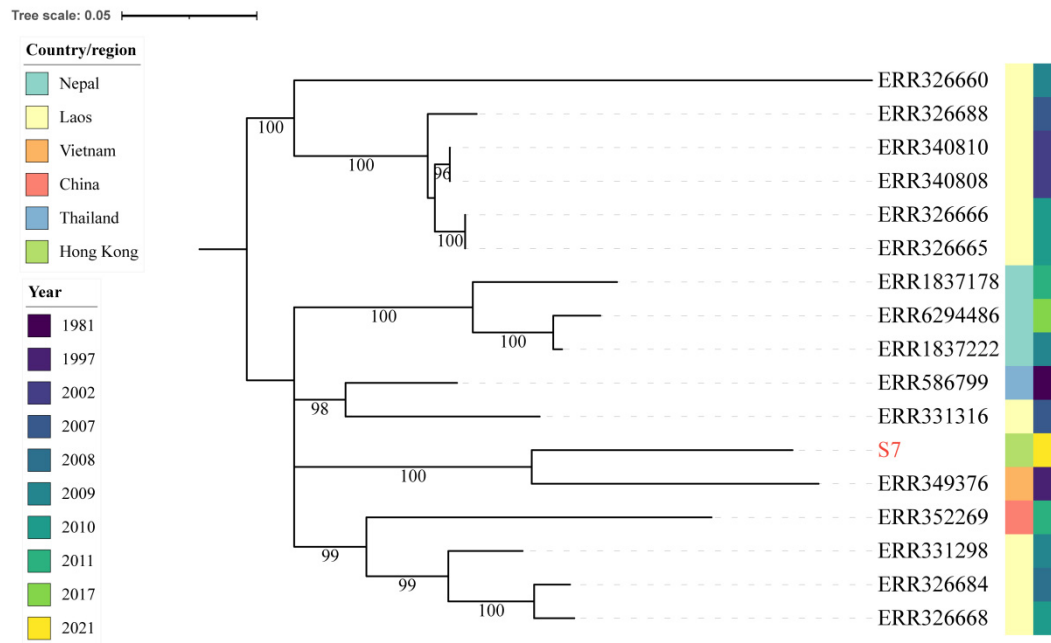 Tree scale: 0.05
Country/region
Nepal
Laos
Vietnam
China
Thailand
Hong Kong
Year
1981
1997
2002
2007
2008
2009
2010
2011
2017
2021
ERR326660
100
ERR326688
ERR340810
100
96
ERR340808
ERR326666
100
ERR326665
ERR1837178
100
ERR6294486
100
ERR1837222
ERR586799
98
ERR331316
S7
100
ERR349376
ERR352269
99
ERR331298
99
ERR326684
100
ERR326668